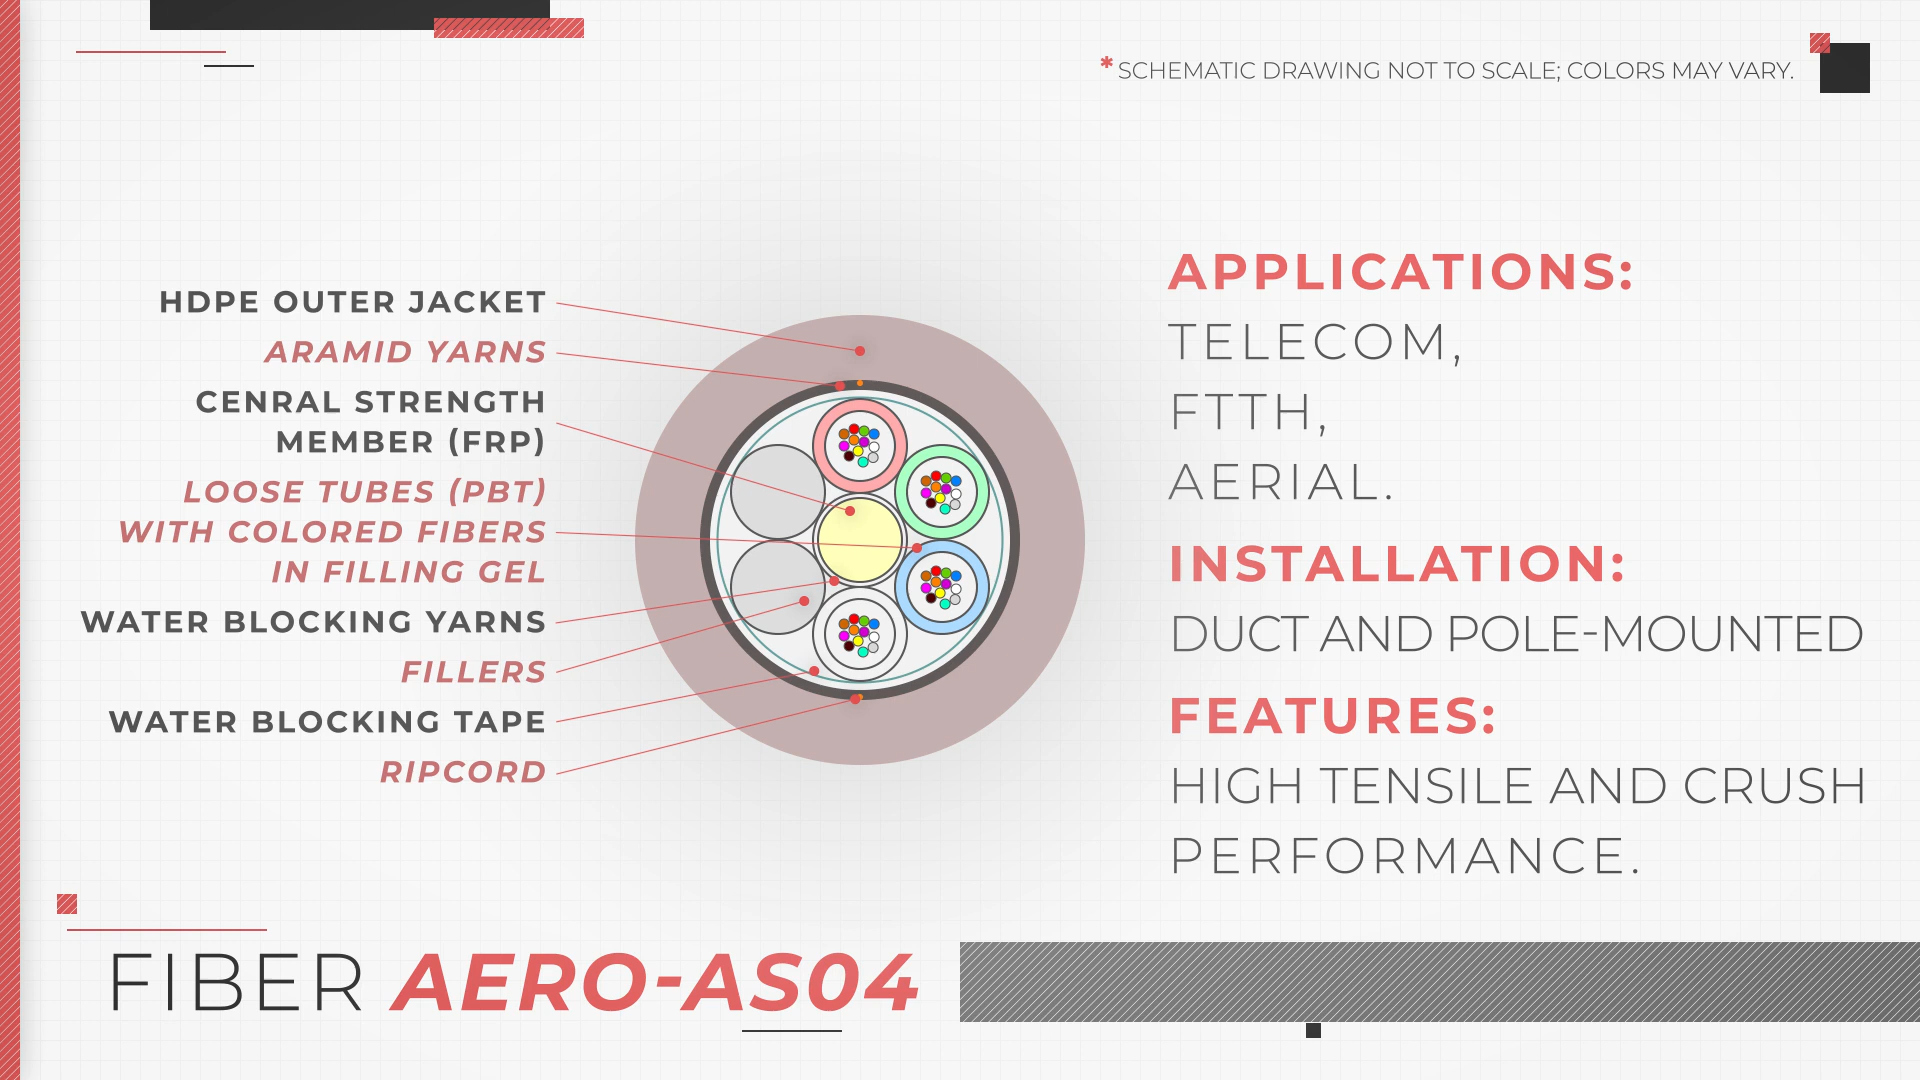 * SCHEMATIC DRAWING NOT TO SCALE; COLORS MAY VARY.
HDPE OUTER JACKET
ARAMID YARNS
CENRAL STRENGTH
MEMBER (FRP)
LOOSE TUBES (PBT)
WITH COLORED FIBERS
IN FILLING GEL
WATER BLOCKING YARNS
FILLERS
WATER BLOCKING TAPE
RIPCORD
APPLICATIONS:
TELECOM,
FTTH,
AERIAL.
INSTALLATION:
DUCT AND POLE-MOUNTED
FEATURES:
HIGH TENSILE AND CRUSH
PERFORMANCE.
FIBER AERO-AS04